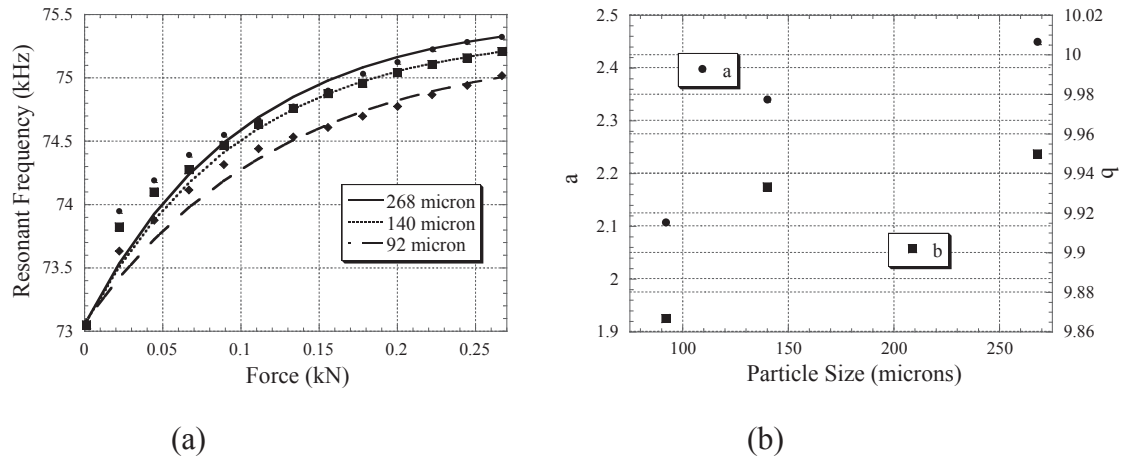 75.5
75
74.5
74
73.5
73
Resonant Frequency (kHz)
0
0.05
0.1
0.15
0.2
0.25
Force (kN)
268 micron
140 micron
92 micron
(a)
2.5
2.4
2.3
2.2
2.1
2
1.9
a
a
b
10.02
10
9.98
9.96
9.94
9.92
9.9
9.88
9.86
b
100
150
200
250
Particle Size (microns)
(b)